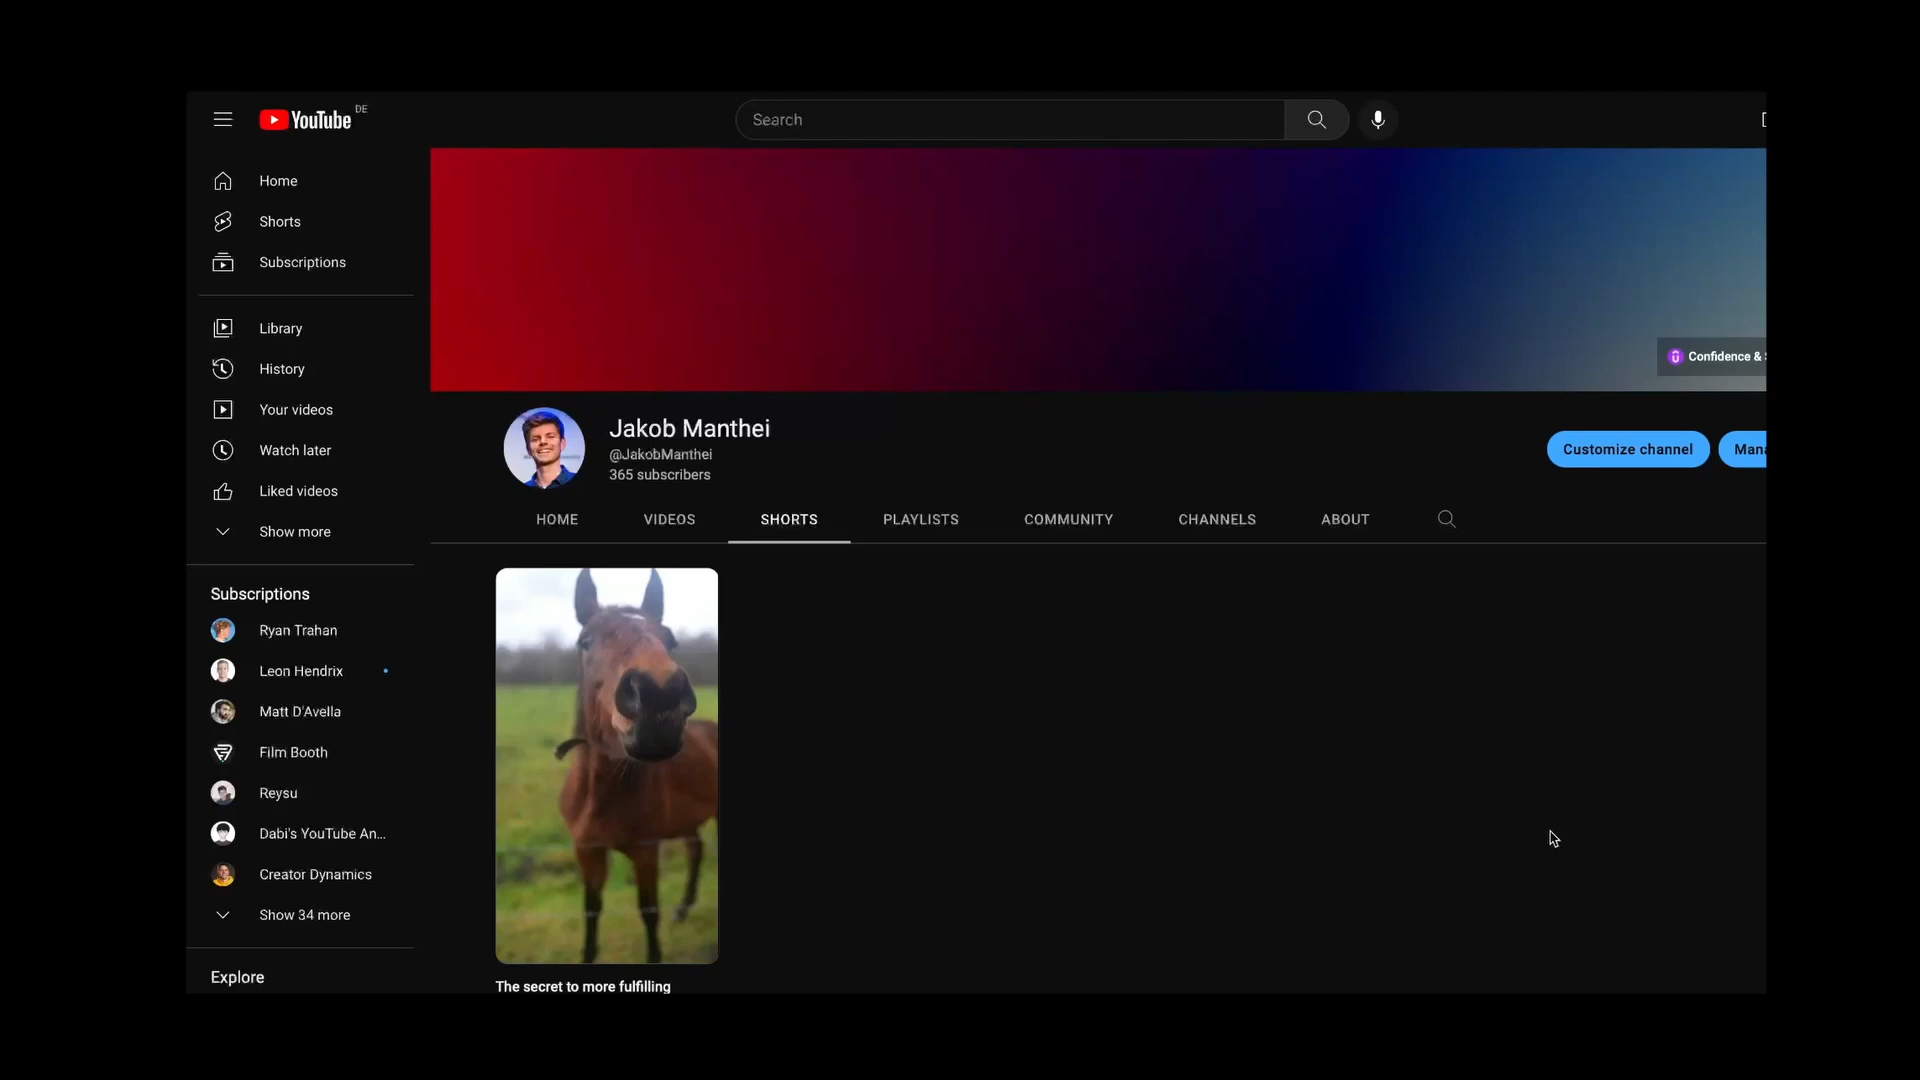 YouTube DE
Search
Home
Shorts
Subscriptions
Library
History
Your videos
Watch later
Liked videos
Show more
Subscriptions
Ryan Trahan
Leon Hendrix
Matt D'Avella
Film Booth
Reysu
Dabi's YouTube An...
Creator Dynamics
Show 34 more
Explore
Confidence &
Jakob Manthei
@JakobManthei
365 subscribers
Customize channel
Mana
HOME VIDEOS SHORTS PLAYLISTS COMMUNITY CHANNELS ABOUT
The secret to more fulfilling